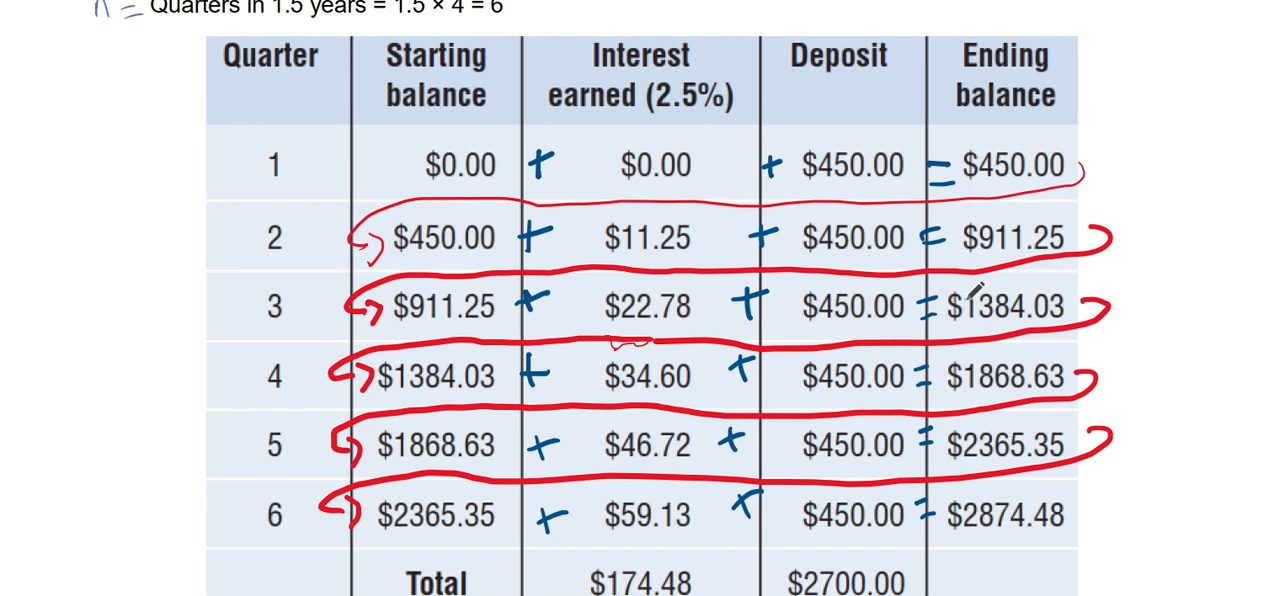 n = Quarters in 1.5 years = 1.5 × 4 = 6
Quarter Starting balance Interest earned (2.5%) Deposit Ending balance
1 $0.00 + $0.00 + $450.00 = $450.00
2 $450.00 + $11.25 + $450.00 = $911.25
3 $911.25 + $22.78 + $450.00 = $1384.03
4 $1384.03 + $34.60 + $450.00 = $1868.63
5 $1868.63 + $46.72 + $450.00 = $2365.35
6 $2365.35 + $59.13 + $450.00 = $2874.48
Total $174.48 $2700.00